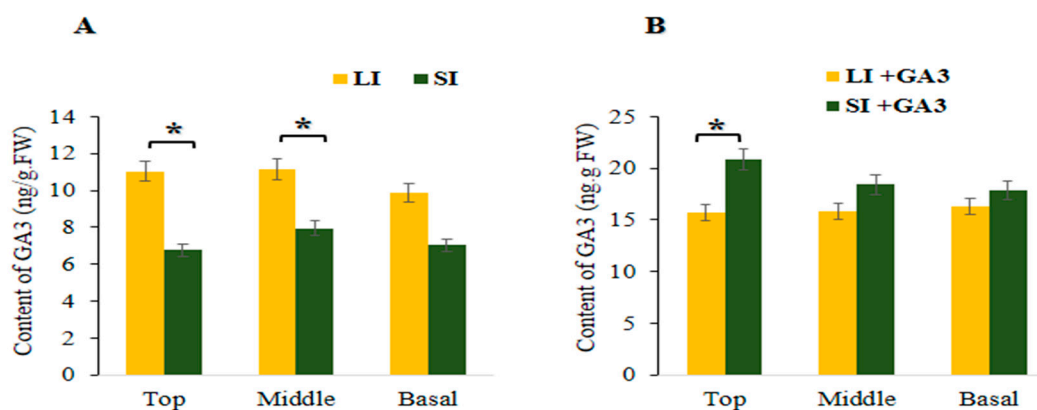 A
LI SI
Content of GA3 (ng/g.FW)
14
12
10
8
6
4
2
0
*
*
Top Middle Basal
B
LI +GA3
SI +GA3
Content of GA3 (ng.g FW)
25
20
15
10
5
0
*
Top Middle Basal